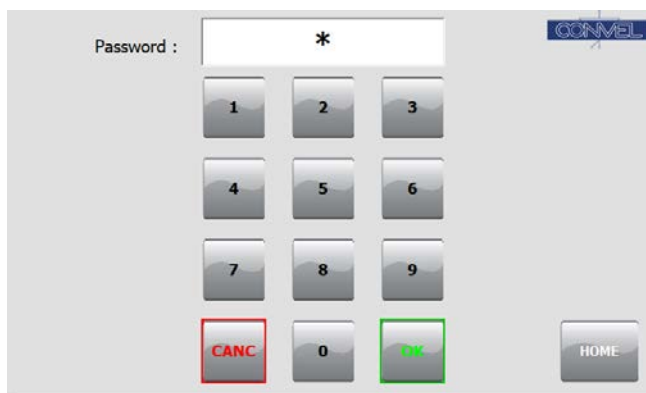 Password : *
CONVEL
1 2 3
4 5 6
7 8 9
CANC 0 OK HOME